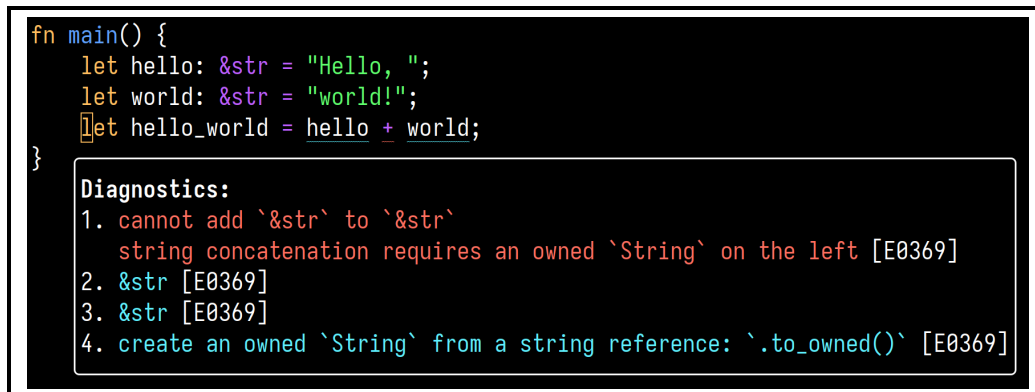 fn main() {
    let hello: &str = "Hello, ";
    let world: &str = "world!";
    let hello_world = hello + world;
}
Diagnostics:
1. cannot add `&str` to `&str`
   string concatenation requires an owned `String` on the left [E0369]
2. &str [E0369]
3. &str [E0369]
4. create an owned `String` from a string reference: `.to_owned()` [E0369]